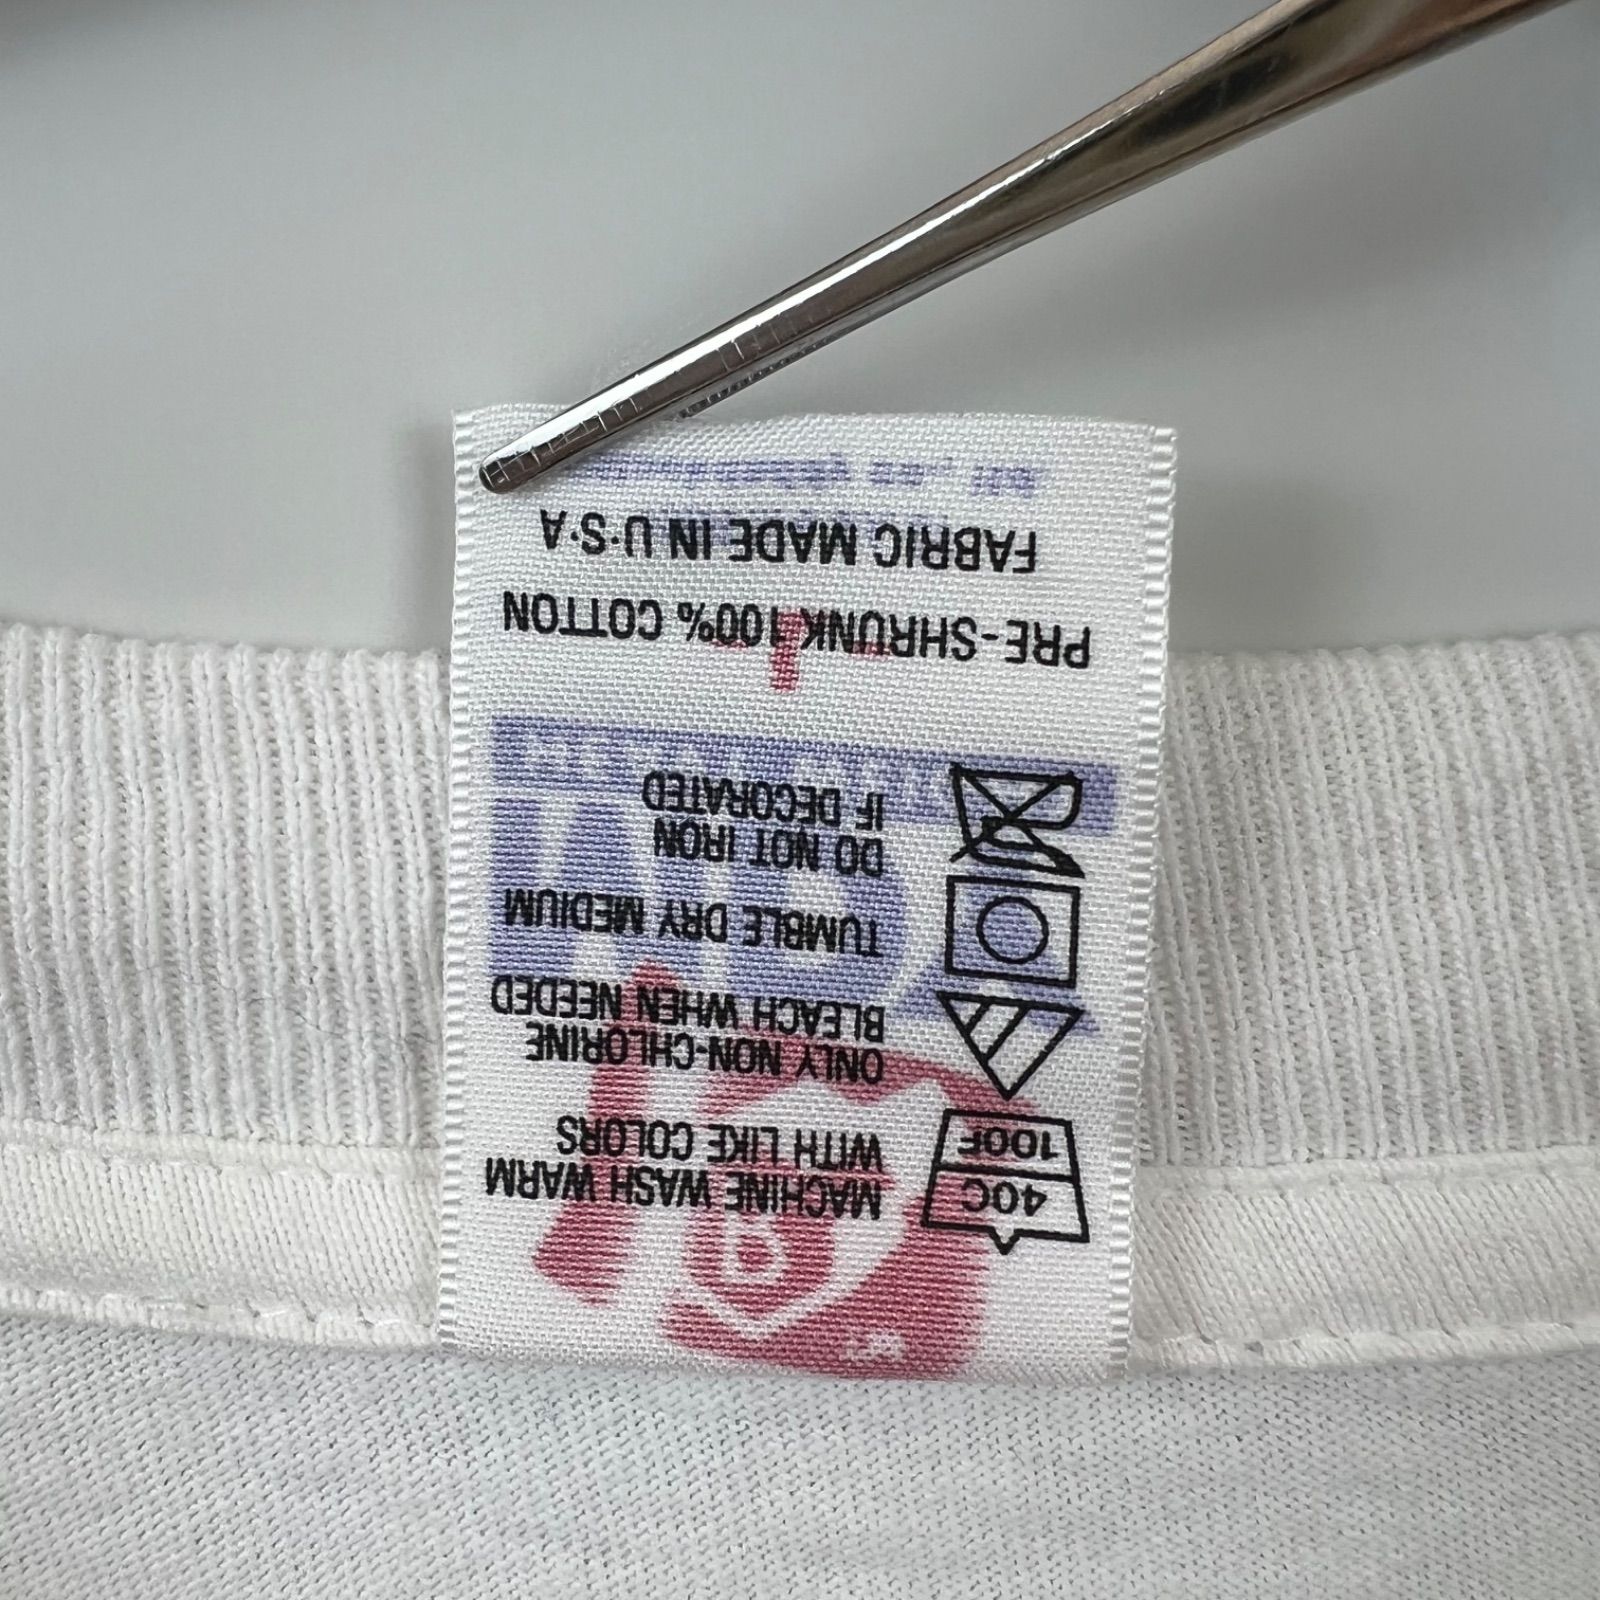 40C
100F
MACHINE WASH WARM
WITH LIKE COLORS
ONLY NON-CHLORINE
BLEACH WHEN NEEDED
TUMBLE DRY MEDIUM
DO NOT IRON
IF DECORATED
PRE-SHRUNK 100% COTTON
FABRIC MADE IN U·S·A